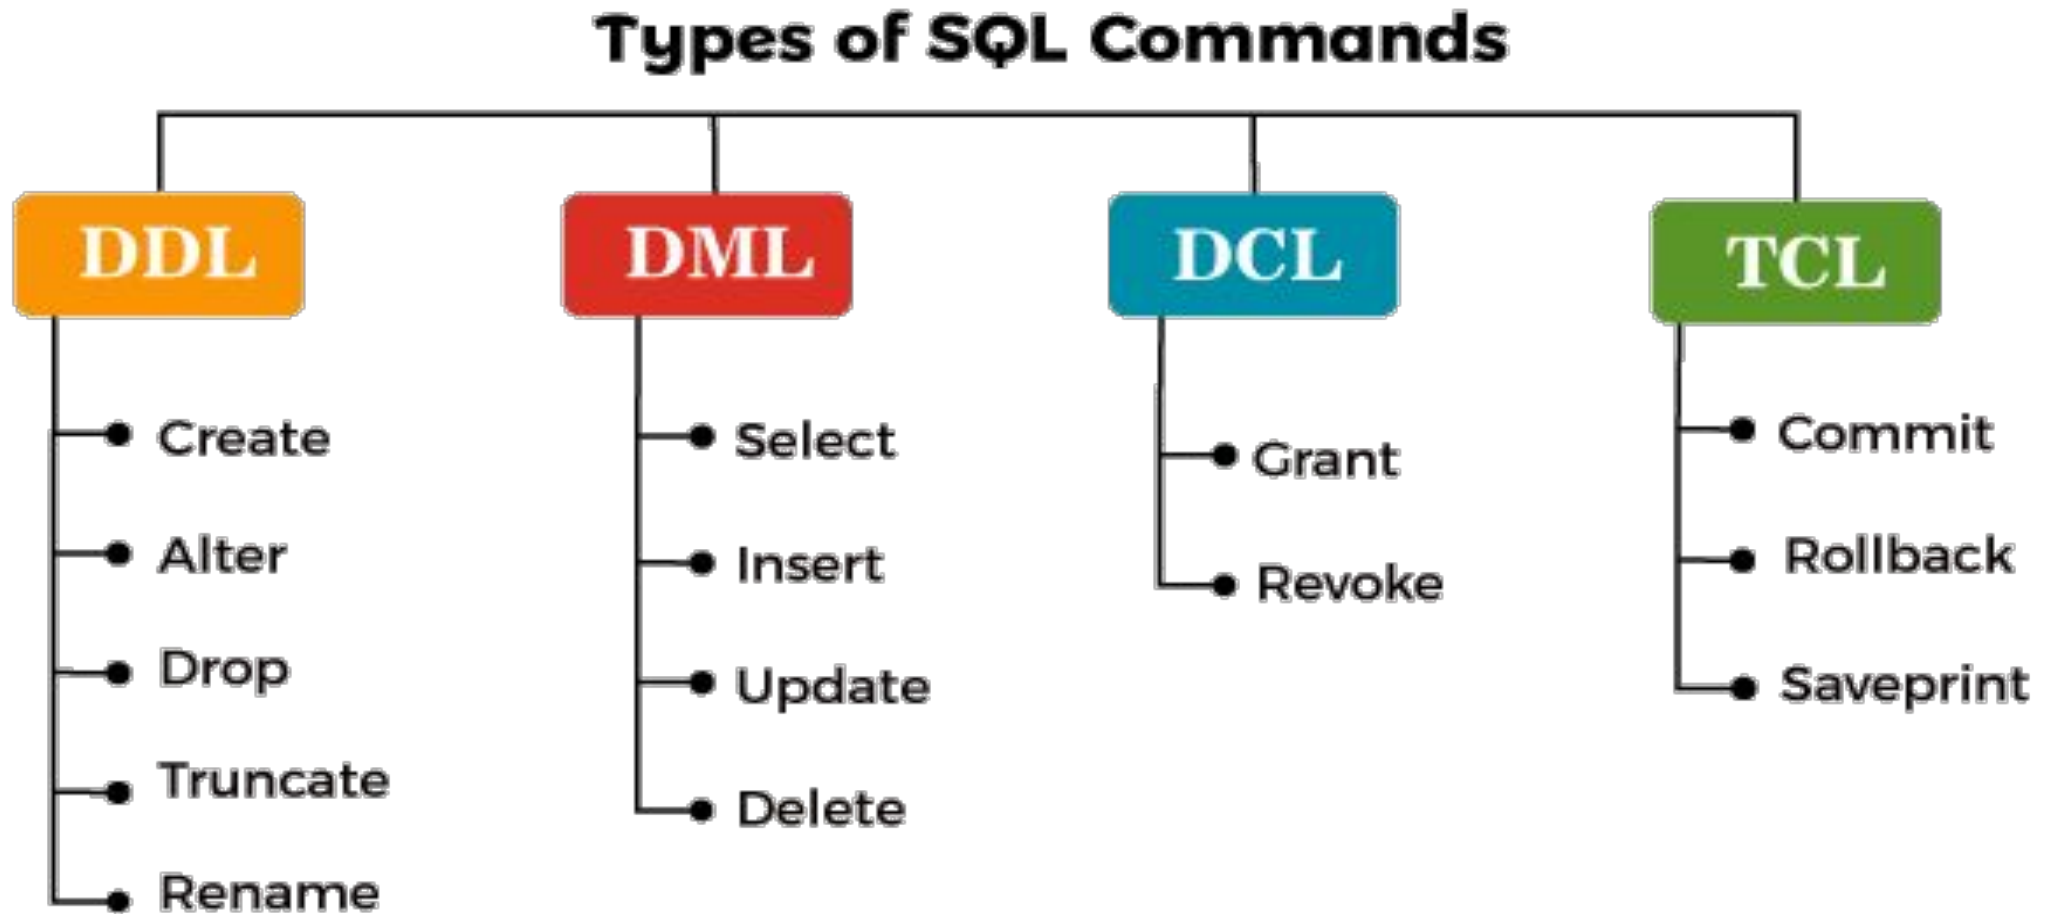 Types of SQL Commands
DDL
Create
Alter
Drop
Truncate
Rename
DML
Select
Insert
Update
Delete
DCL
Grant
Revoke
TCL
Commit
Rollback
Saveprint